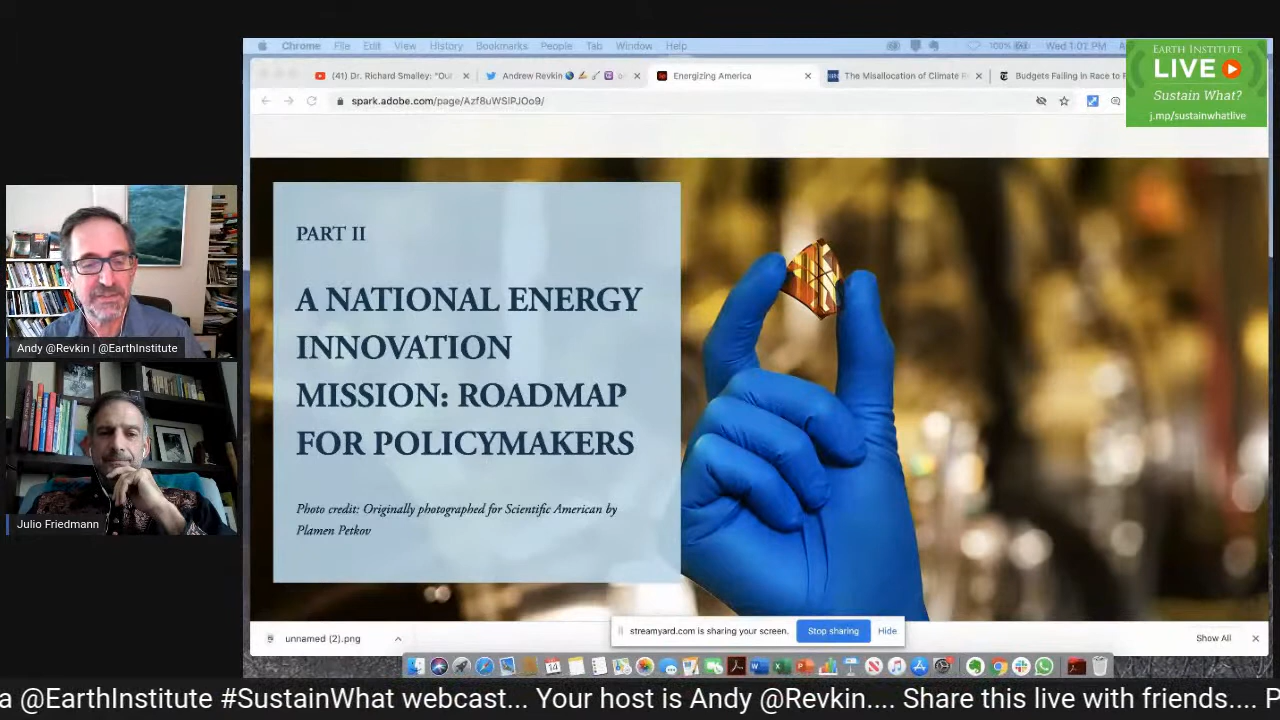 Chrome File Edit View History Bookmarks People Tab Window Help 100% Wed 1:02 PM
(41) Dr. Richard Smalley: "Our
Andrew Revkin
Energizing America
The Misallocation of Climate
Budgets Falling in Race to
spark.adobe.com/page/Azf8uWSlPJOo9/
EARTH INSTITUTE
LIVE
Sustain What?
j.mp/sustainwhatlive
PART II
A NATIONAL ENERGY
INNOVATION
MISSION: ROADMAP
FOR POLICYMAKERS
Photo credit: Originally photographed for Scientific American by
Plamen Petkov
Andy @Revkin | @EarthInstitute
Julio Friedmann
streamyard.com is sharing your screen. Stop sharing Hide
unnamed (2).png
Show All
a @EarthInstitute #SustainWhat webcast... Your host is Andy @Revkin.... Share this live with friends.... P